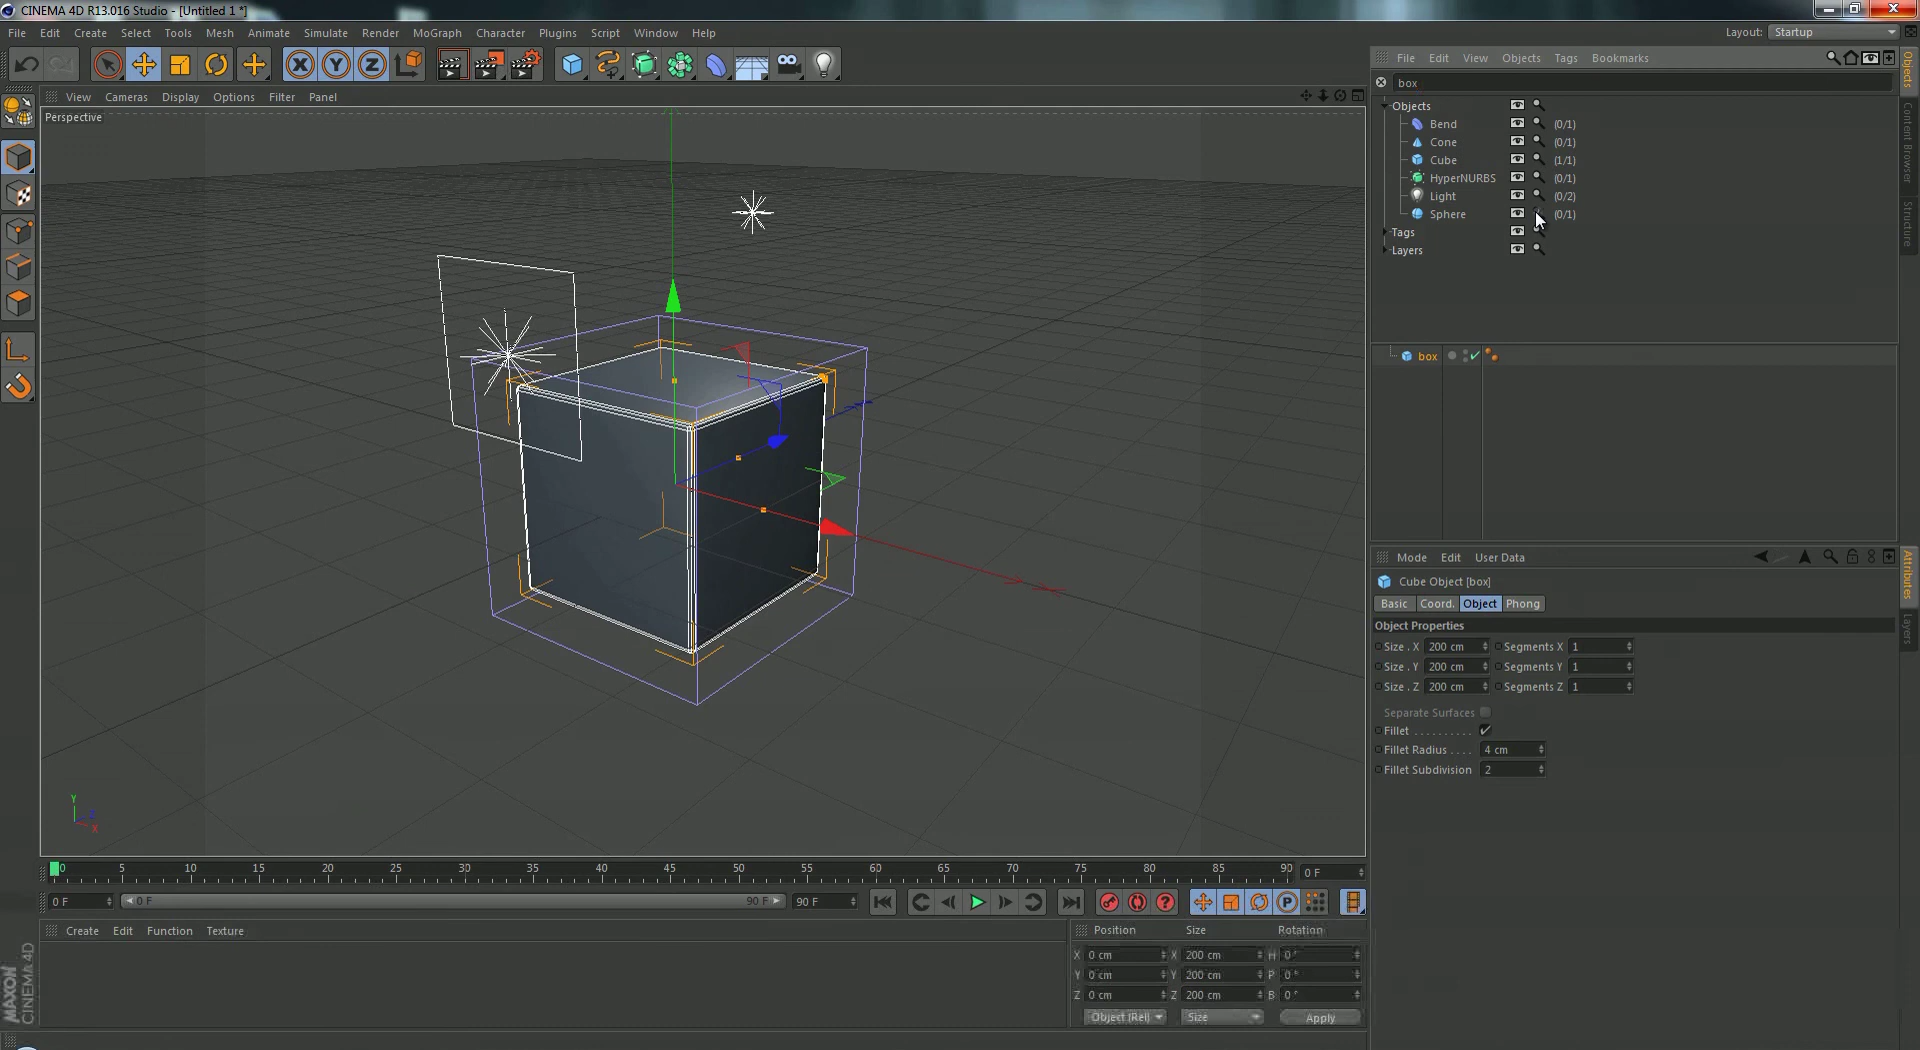 CINEMA 4D R13.016 Studio - [Untitled 1 *]
File Edit Create Select Tools Mesh Animate Simulate Render MoGraph Character Plugins Script Window Help
Layout: Startup
View Cameras Display Options Filter Panel
Perspective
File Edit View Objects Tags Bookmarks
box
Objects
Bend (0/1)
Cone (0/1)
Cube (1/1)
HyperNURBS (0/1)
Light (0/2)
Sphere (0/1)
Tags
Layers
box
Objects
Content Browser
Structure
Mode Edit User Data
Cube Object [box]
Basic Coord. Object Phong
Object Properties
Size . X 200 cm Segments X 1
Size . Y 200 cm Segments Y 1
Size . Z 200 cm Segments Z 1
Separate Surfaces
Fillet . . . . . . . . . .
Fillet Radius . . . . 4 cm
Fillet Subdivision 2
Attributes
Layers
X Y Z
Y
X
0 5 10 15 20 25 30 35 40 45 50 55 60 65 70 75 80 85 90 0 F
0 F 0 F 90 F 90 F
Create Edit Function Texture
Position Size Rotation
X 0 cm X 200 cm H 0 °
Y 0 cm Y 200 cm P 0 °
Z 0 cm Z 200 cm B 0 °
Object (Rel) Size Apply
MAXON
CINEMA 4D